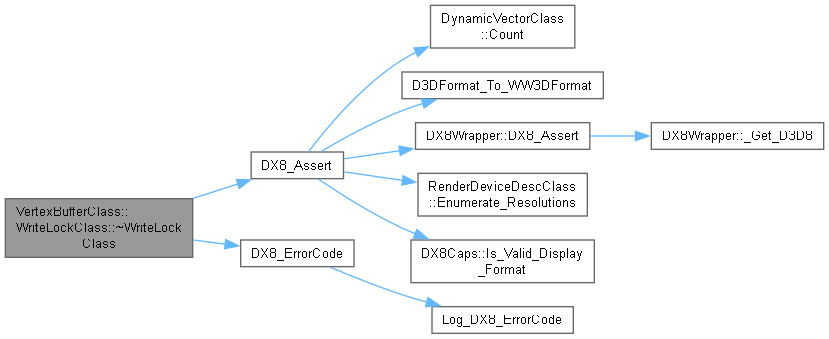 VertexBufferClass::
WriteLockClass::~WriteLock
Class
DX8_Assert
DynamicVectorClass
::Count
D3DFormat_To_WW3DFormat
DX8Wrapper::DX8_Assert
DX8Wrapper::_Get_D3D8
RenderDeviceDescClass
::Enumerate_Resolutions
DX8Caps::Is_Valid_Display
_Format
DX8_ErrorCode
Log_DX8_ErrorCode